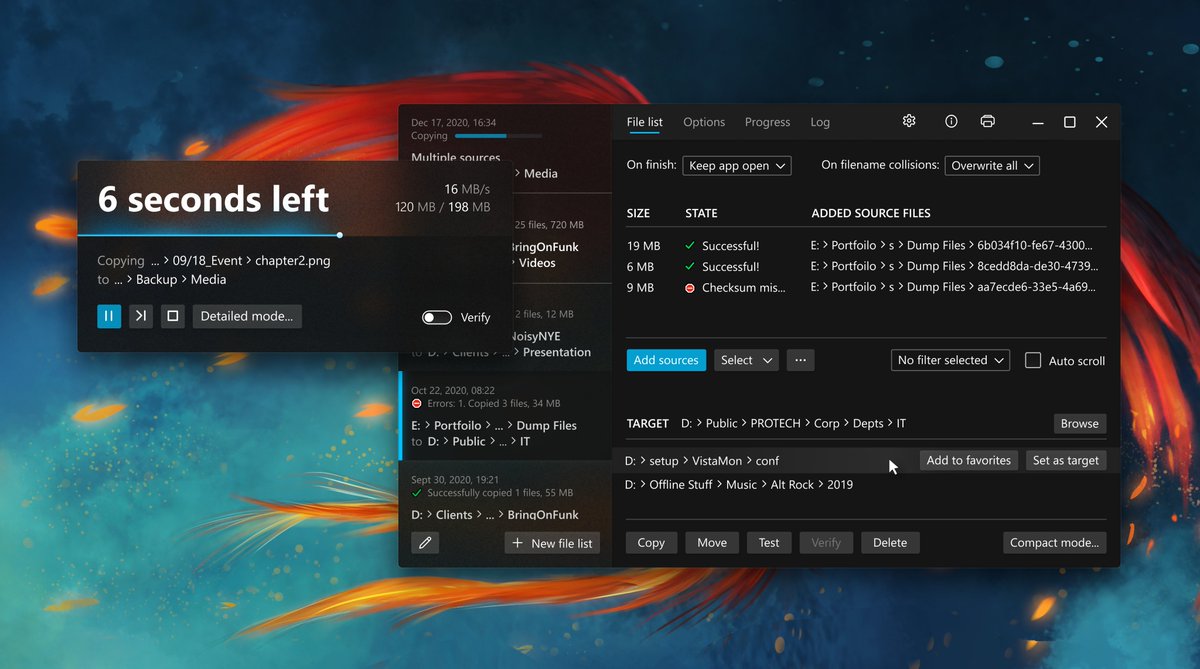 6 seconds left
16 MB/s
120 MB / 198 MB
Copying ... > 09/18_Event > chapter2.png
to ... > Backup > Media
Detailed mode...
Verify
Dec 17, 2020, 16:34
Copying
Multiple sources
> Media
25 files, 720 MB
BringOnFunk
> Videos
2 files, 12 MB
NoisyNYE
to D: > Clients > ... > Presentation
Oct 22, 2020, 08:22
Errors: 1. Copied 3 files, 34 MB
E: > Portfoilo > ... > Dump Files
to D: > Public > ... > IT
Sept 30, 2020, 19:21
Successfully copied 1 files, 55 MB
D: > Clients > ... > BringOnFunk
+ New file list
File list Options Progress Log
On finish: Keep app open On filename collisions: Overwrite all
SIZE STATE ADDED SOURCE FILES
19 MB Successful! E: > Portfoilo > s > Dump Files > 6b034f10-fe67-4300...
6 MB Successful! E: > Portfoilo > s > Dump Files > 8cedd8da-de30-4739...
9 MB Checksum mis... E: > Portfoilo > s > Dump Files > aa7ecde6-33e5-4a69...
Add sources Select ... No filter selected Auto scroll
TARGET D: > Public > PROTECH > Corp > Depts > IT Browse
D: > setup > VistaMon > conf Add to favorites Set as target
D: > Offline Stuff > Music > Alt Rock > 2019
Copy Move Test Verify Delete Compact mode...